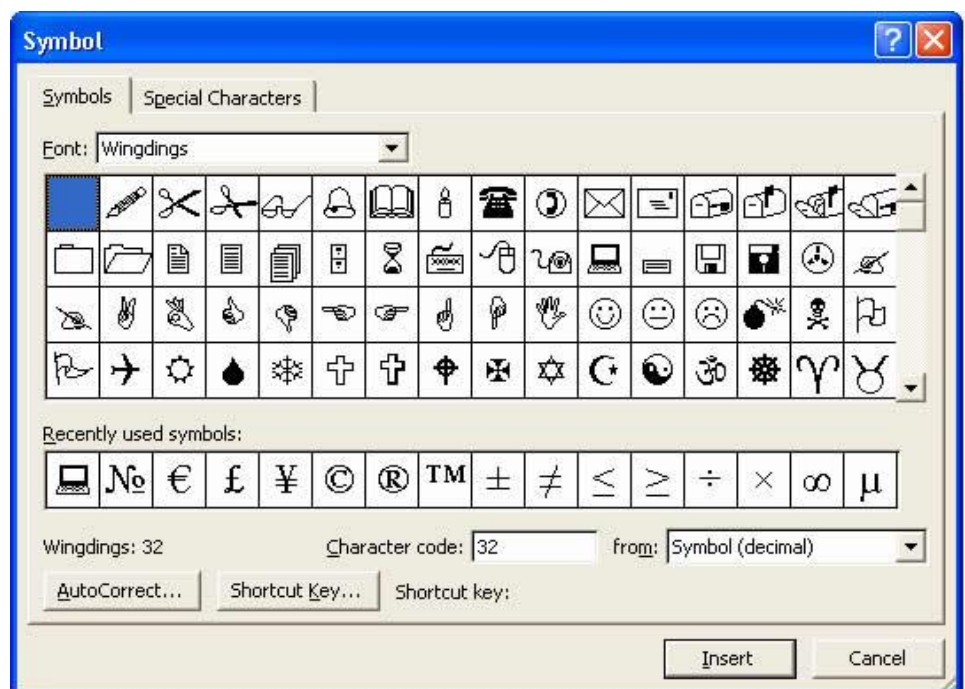 Symbol
Symbols Special Characters
Font: Wingdings
Recently used symbols:
№ € £ ¥ © ® ™ ± ≠ ≤ ≥ ÷ × ∞ µ
Wingdings: 32 Character code: 32 from: Symbol (decimal)
AutoCorrect... Shortcut Key... Shortcut key:
Insert Cancel